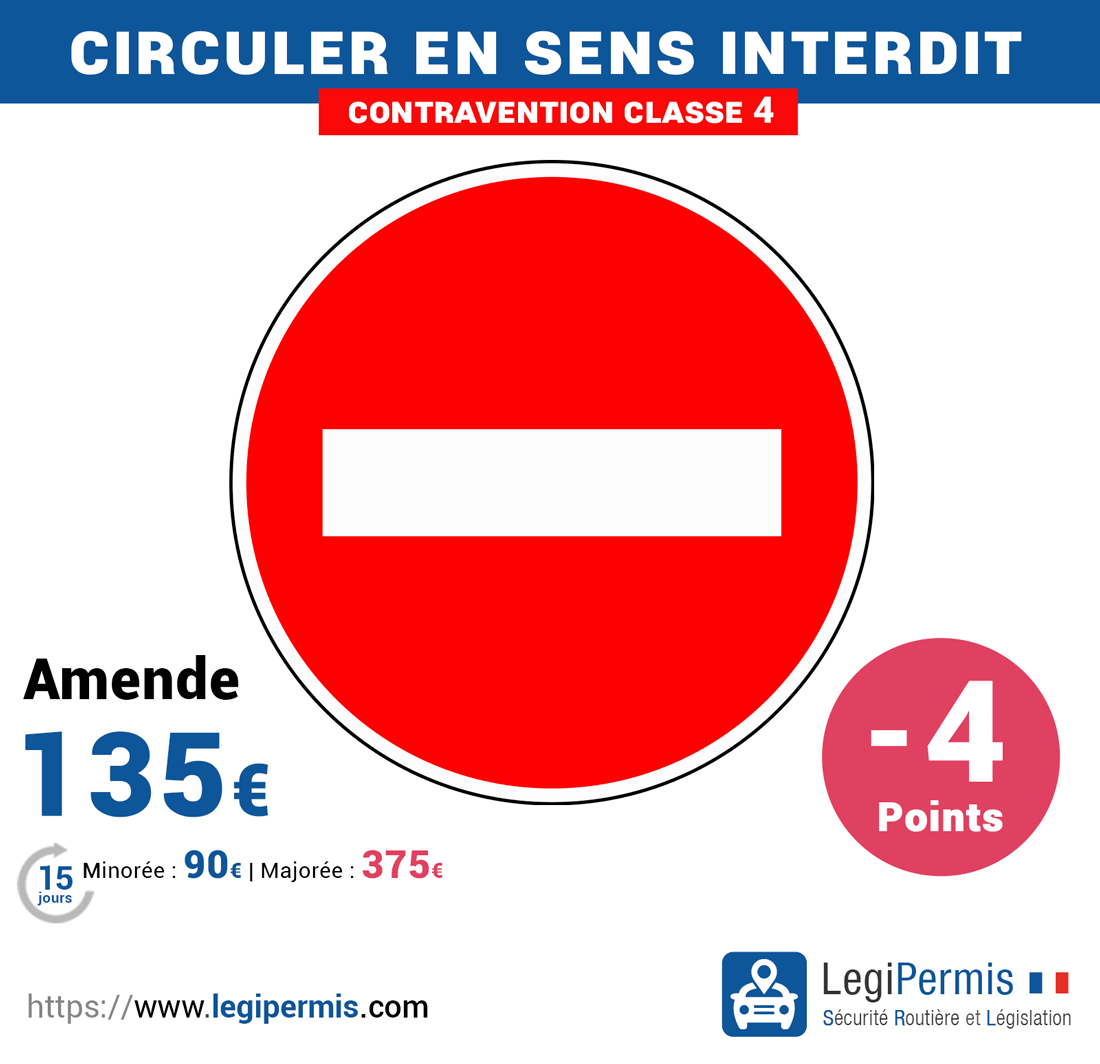 CIRCULER EN SENS INTERDIT
CONTRAVENTION CLASSE 4
Amende
135€
-4
Points
15
jours
Minorée : 90€ | Majorée : 375€
https://www.legipermis.com
LegiPermis
Sécurité Routière et Législation